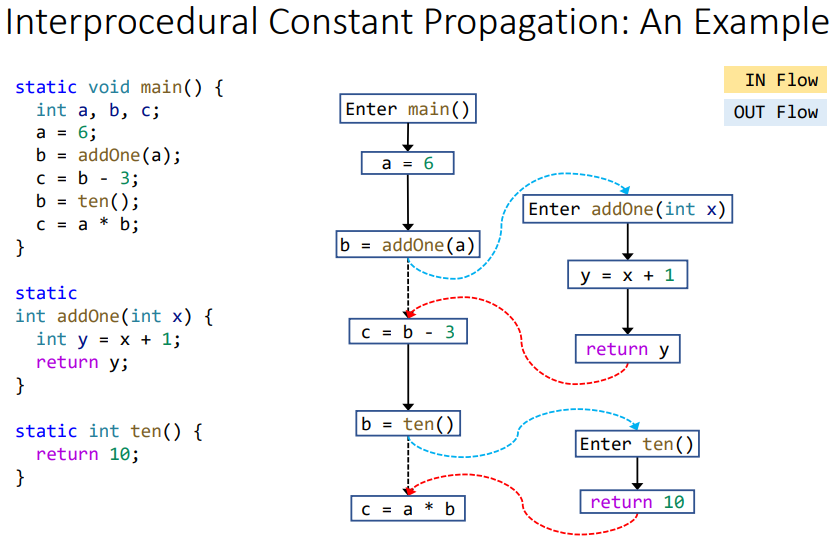 Interprocedural Constant Propagation: An Example
static void main() {
  int a, b, c;
  a = 6;
  b = addOne(a);
  c = b - 3;
  b = ten();
  c = a * b;
}
static
int addOne(int x) {
  int y = x + 1;
  return y;
}
static int ten() {
  return 10;
}
Enter main()
a = 6
b = addOne(a)
c = b - 3
b = ten()
c = a * b
IN Flow
OUT Flow
Enter addOne(int x)
y = x + 1
return y
Enter ten()
return 10